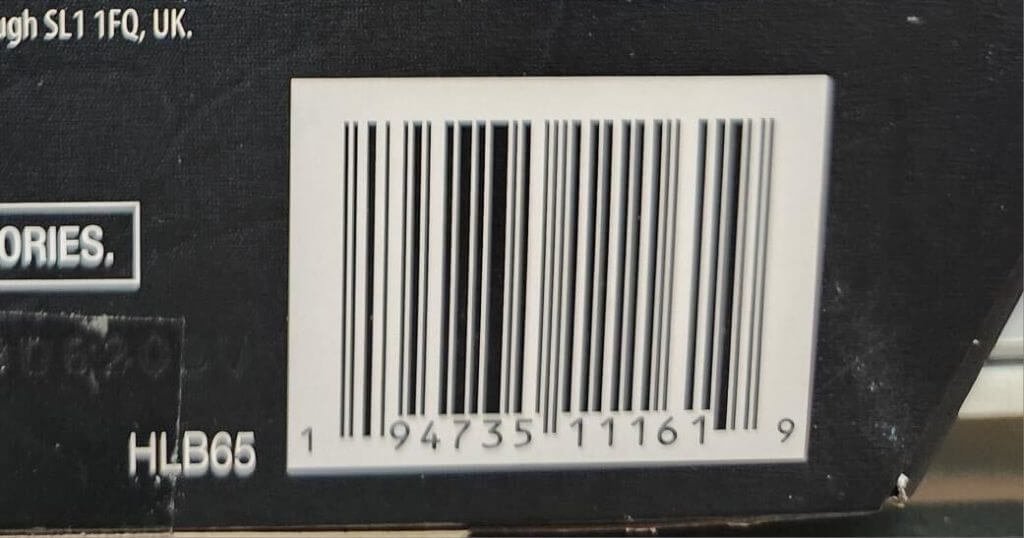 ugh SL1 1FQ, UK.
ORIES.
HLB65
1 94735 11161 9